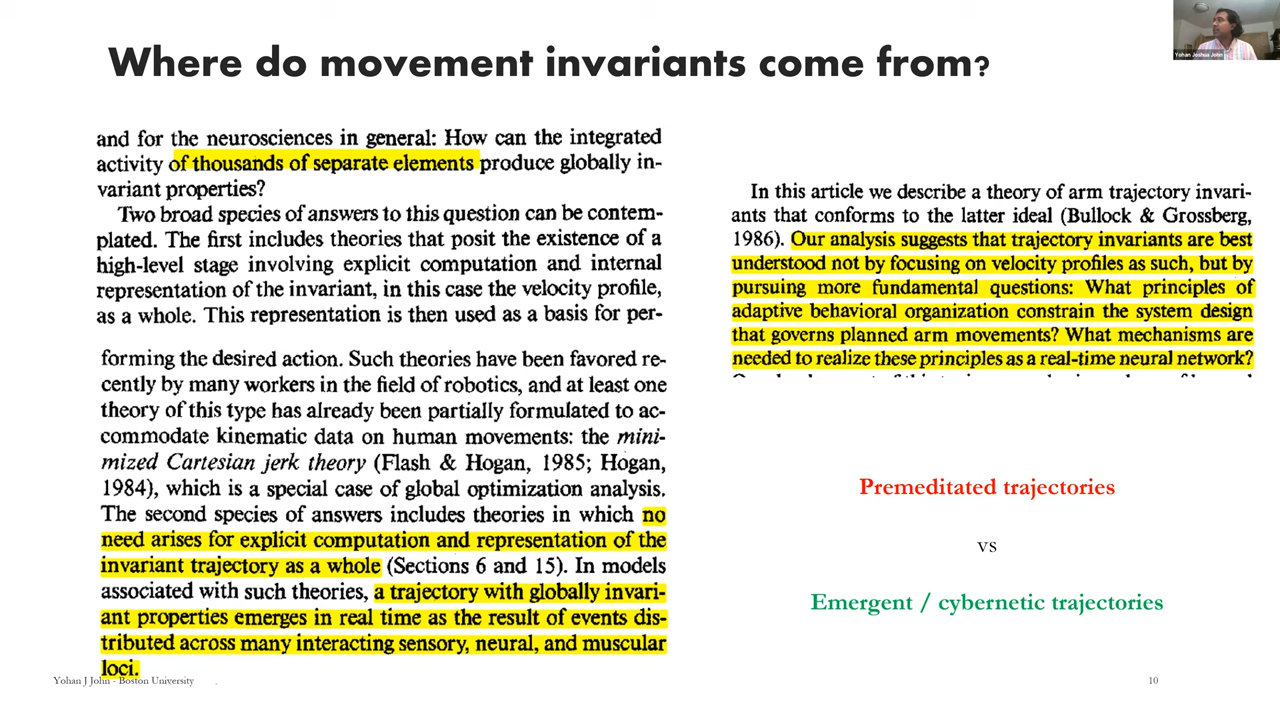 Where do movement invariants come from?
Yohan Joshua John
and for the neurosciences in general: How can the integrated
activity of thousands of separate elements produce globally in-
variant properties?
Two broad species of answers to this question can be contem-
plated. The first includes theories that posit the existence of a
high-level stage involving explicit computation and internal
representation of the invariant, in this case the velocity profile,
as a whole. This representation is then used as a basis for per-
forming the desired action. Such theories have been favored re-
cently by many workers in the field of robotics, and at least one
theory of this type has already been partially formulated to ac-
commodate kinematic data on human movements: the mini-
mized Cartesian jerk theory (Flash & Hogan, 1985; Hogan,
1984), which is a special case of global optimization analysis.
The second species of answers includes theories in which no
need arises for explicit computation and representation of the
invariant trajectory as a whole (Sections 6 and 15). In models
associated with such theories, a trajectory with globally invari-
ant properties emerges in real time as the result of events dis-
tributed across many interacting sensory, neural, and muscular
loci.
In this article we describe a theory of arm trajectory invari-
ants that conforms to the latter ideal (Bullock & Grossberg,
1986). Our analysis suggests that trajectory invariants are best
understood not by focusing on velocity profiles as such, but by
pursuing more fundamental questions: What principles of
adaptive behavioral organization constrain the system design
that governs planned arm movements? What mechanisms are
needed to realize these principles as a real-time neural network?
Premeditated trajectories
vs
Emergent / cybernetic trajectories
Yohan J John - Boston University
10